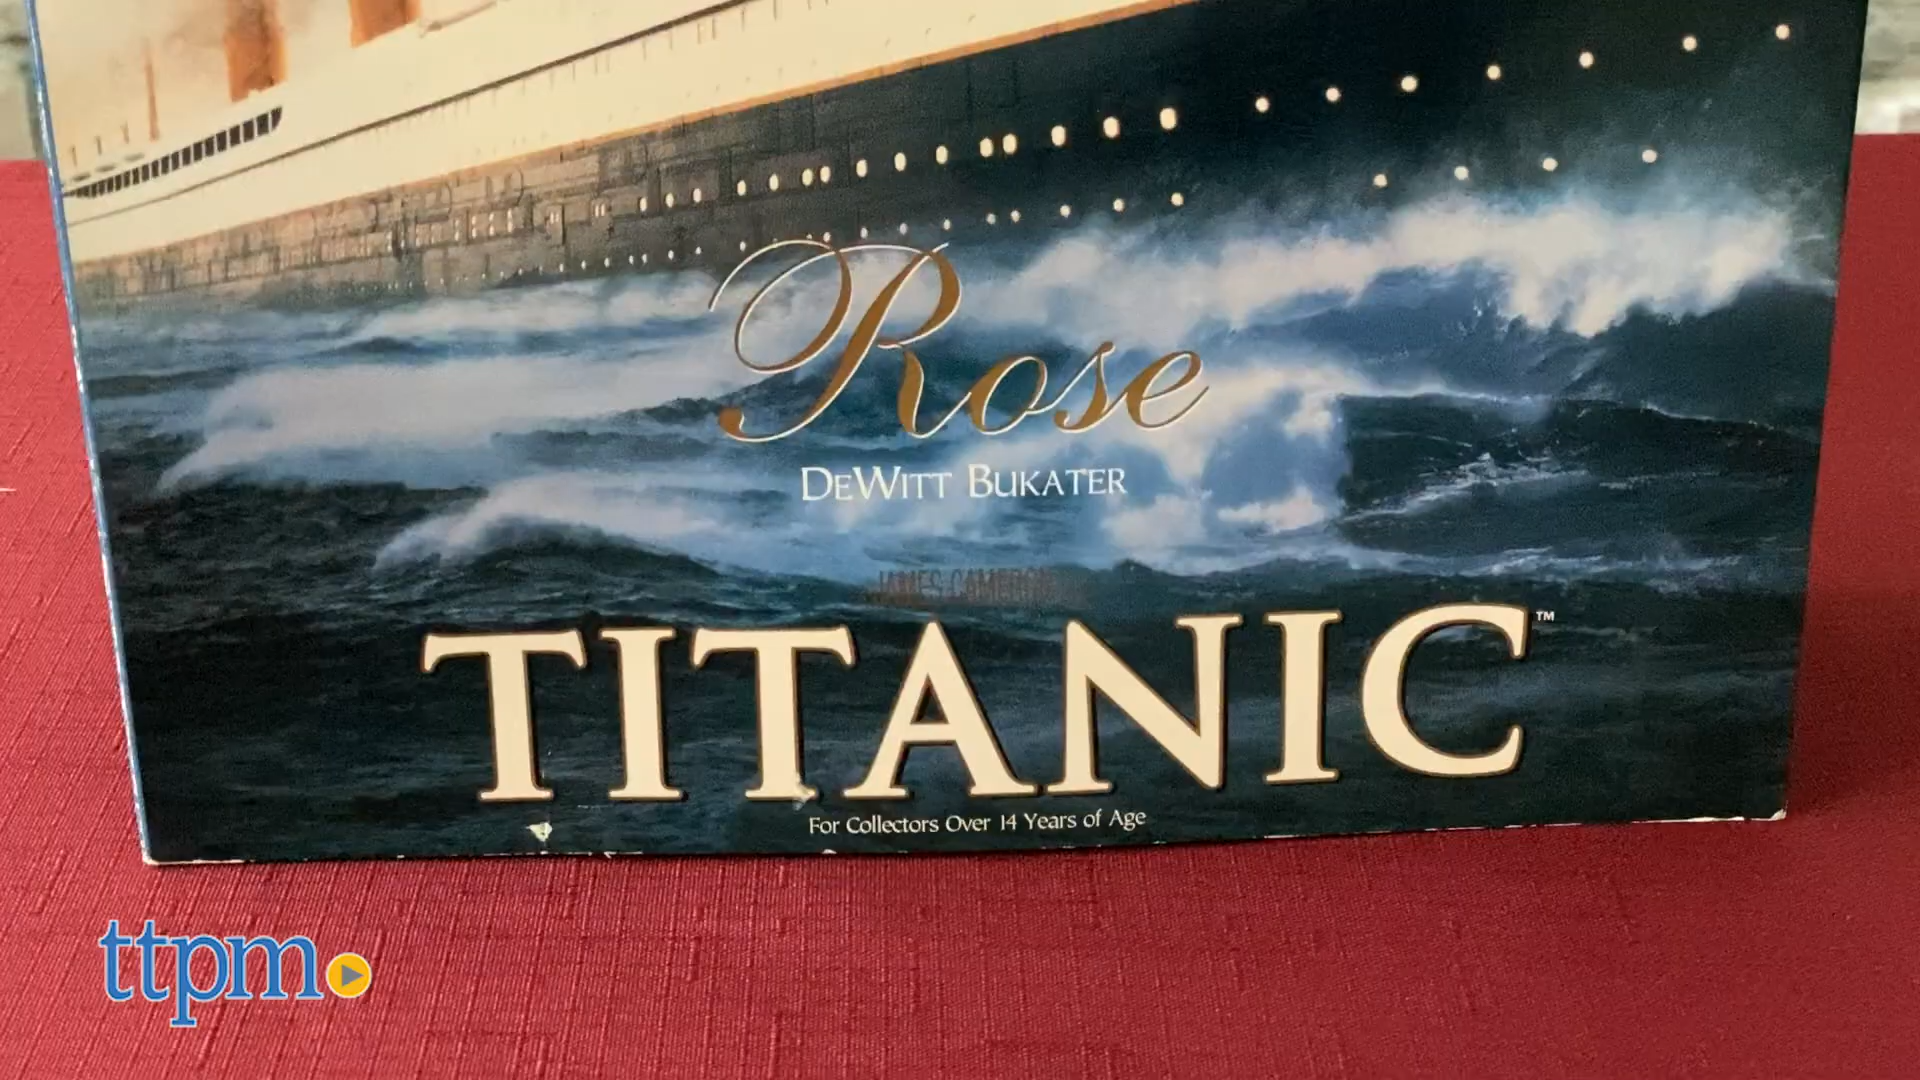 Rose
DEWITT BUKATER
JAMES CAMERON
TITANIC™
For Collectors Over 14 Years of Age
ttpm